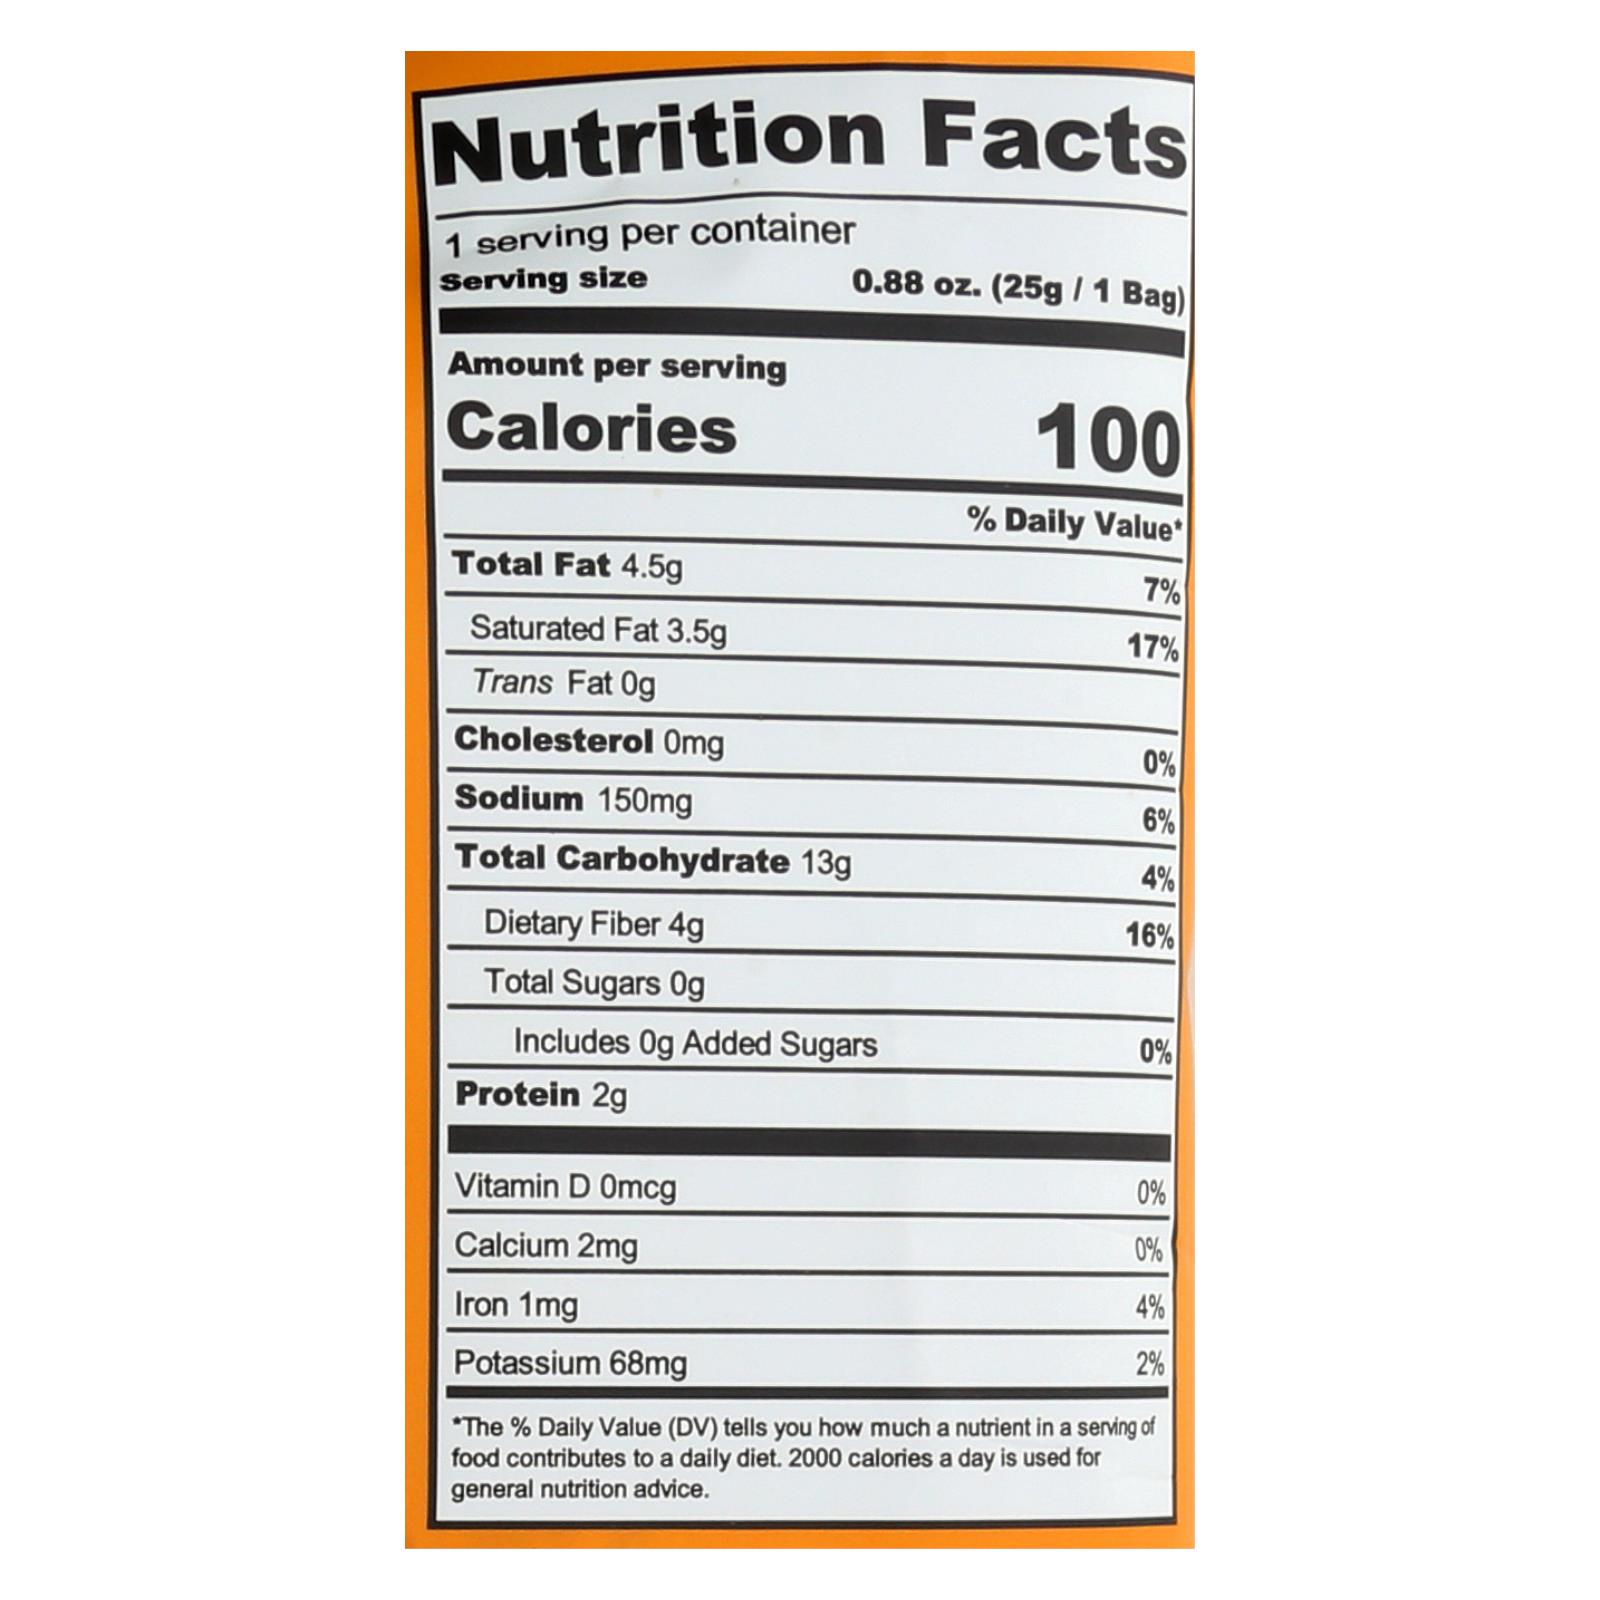 Nutrition Facts
1 serving per container
Serving size 0.88 oz. (25g / 1 Bag)
Amount per serving
Calories 100
% Daily Value*
Total Fat 4.5g 7%
Saturated Fat 3.5g 17%
Trans Fat 0g
Cholesterol 0mg 0%
Sodium 150mg 6%
Total Carbohydrate 13g 4%
Dietary Fiber 4g 16%
Total Sugars 0g
Includes 0g Added Sugars 0%
Protein 2g
Vitamin D 0mcg 0%
Calcium 2mg 0%
Iron 1mg 4%
Potassium 68mg 2%
*The % Daily Value (DV) tells you how much a nutrient in a serving of
food contributes to a daily diet. 2000 calories a day is used for
general nutrition advice.